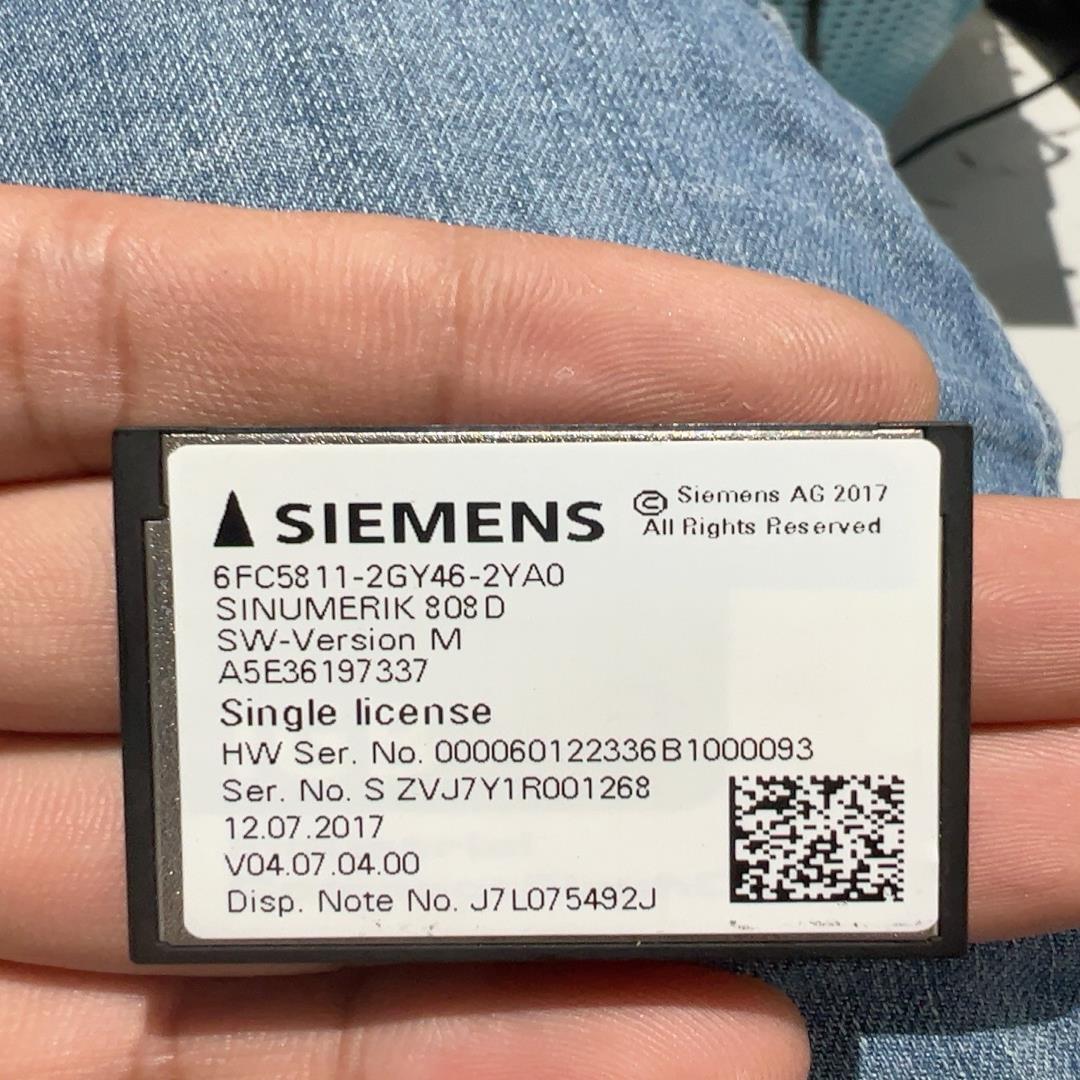 SIEMENS
© Siemens AG 2017
All Rights Reserved
6FC5811-2GY46-2YA0
SINUMERIK 808D
SW-Version M
A5E36197337
Single license
HW Ser. No. 000060122336B1000093
Ser. No. S ZVJ7Y1R001268
12.07.2017
V04.07.04.00
Disp. Note No. J7L075492J